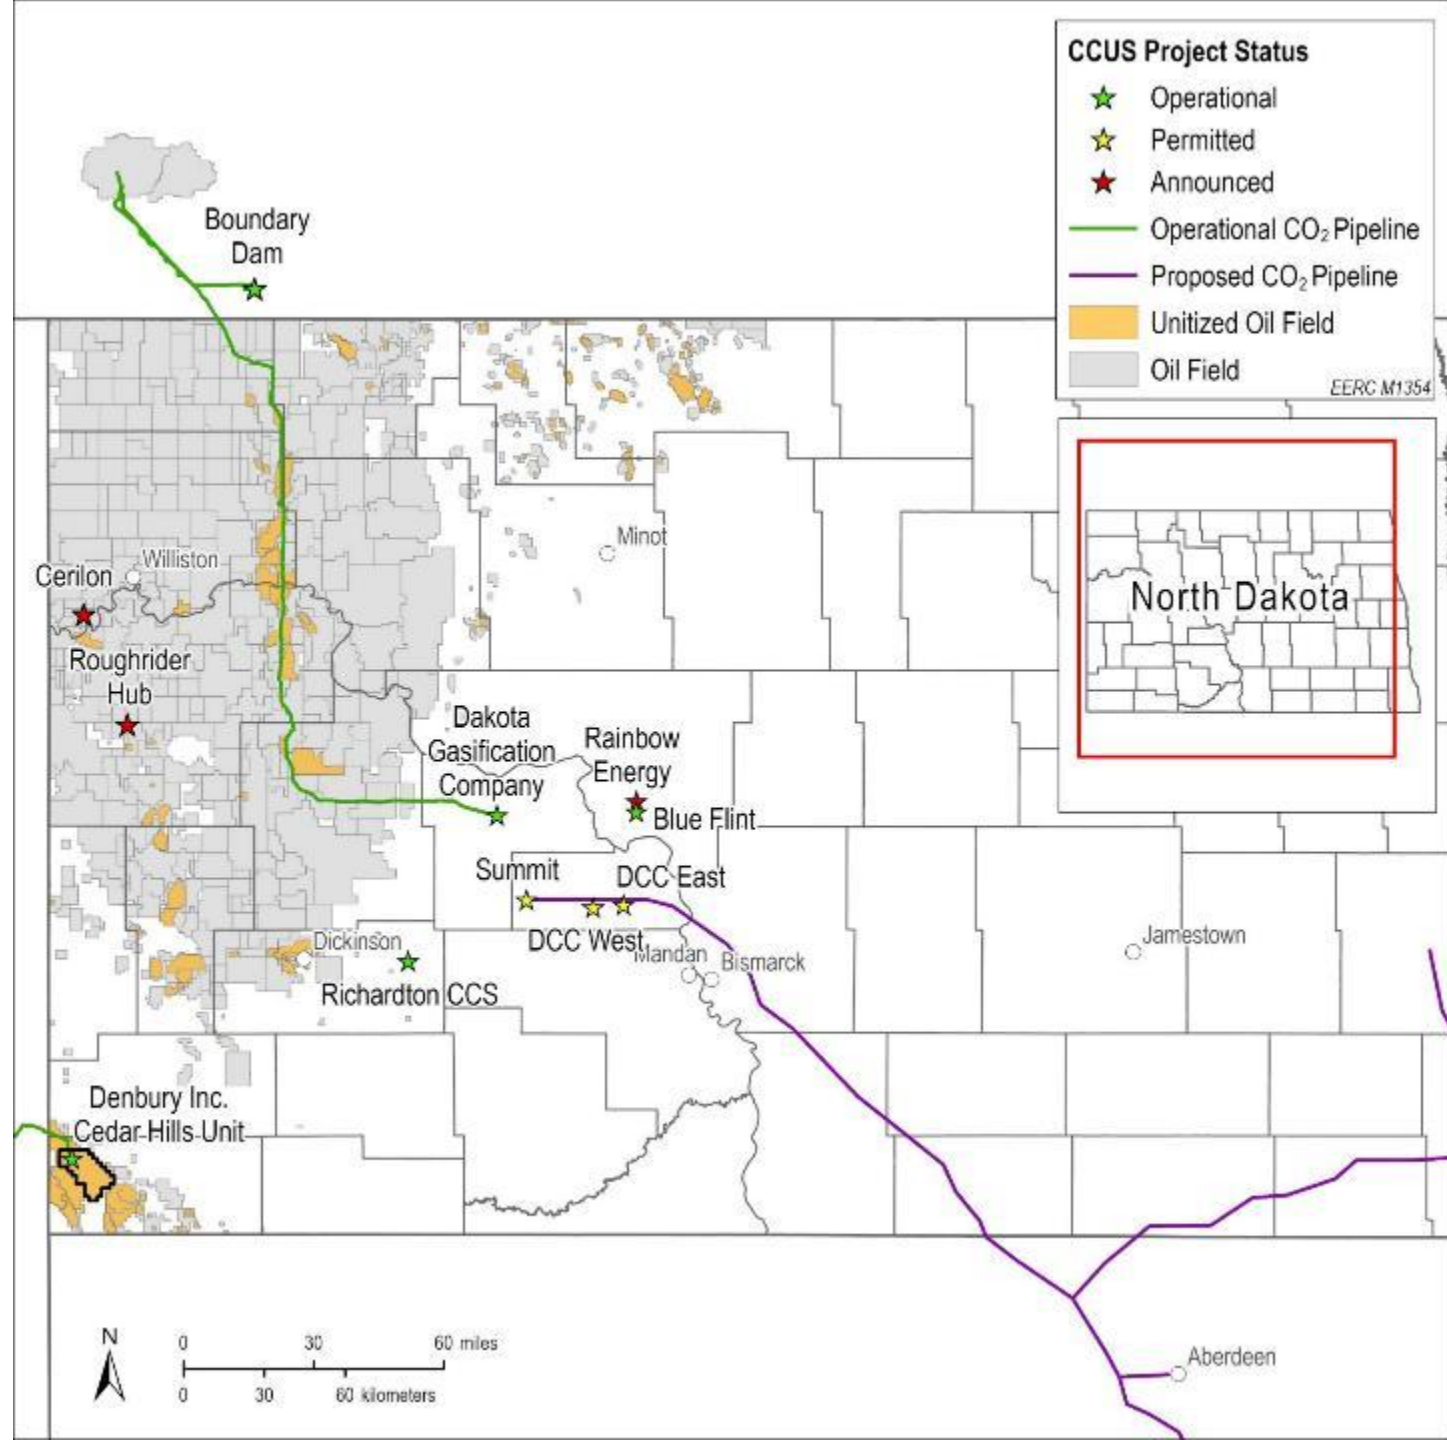 CCUS Project Status
Operational
Permitted
Announced
Operational CO₂ Pipeline
Proposed CO₂ Pipeline
Unitized Oil Field
Oil Field
EERC M1354
North Dakota
Boundary
Dam
Minot
Williston
Cerilon
Roughrider
Hub
Dakota
Gasification
Company
Rainbow
Energy
Blue Flint
Summit
DCC East
DCC West
Mandan
Bismarck
Jamestown
Dickinson
Richardton CCS
Denbury Inc.
Cedar Hills Unit
Aberdeen
N
0 30 60 miles
0 30 60 kilometers